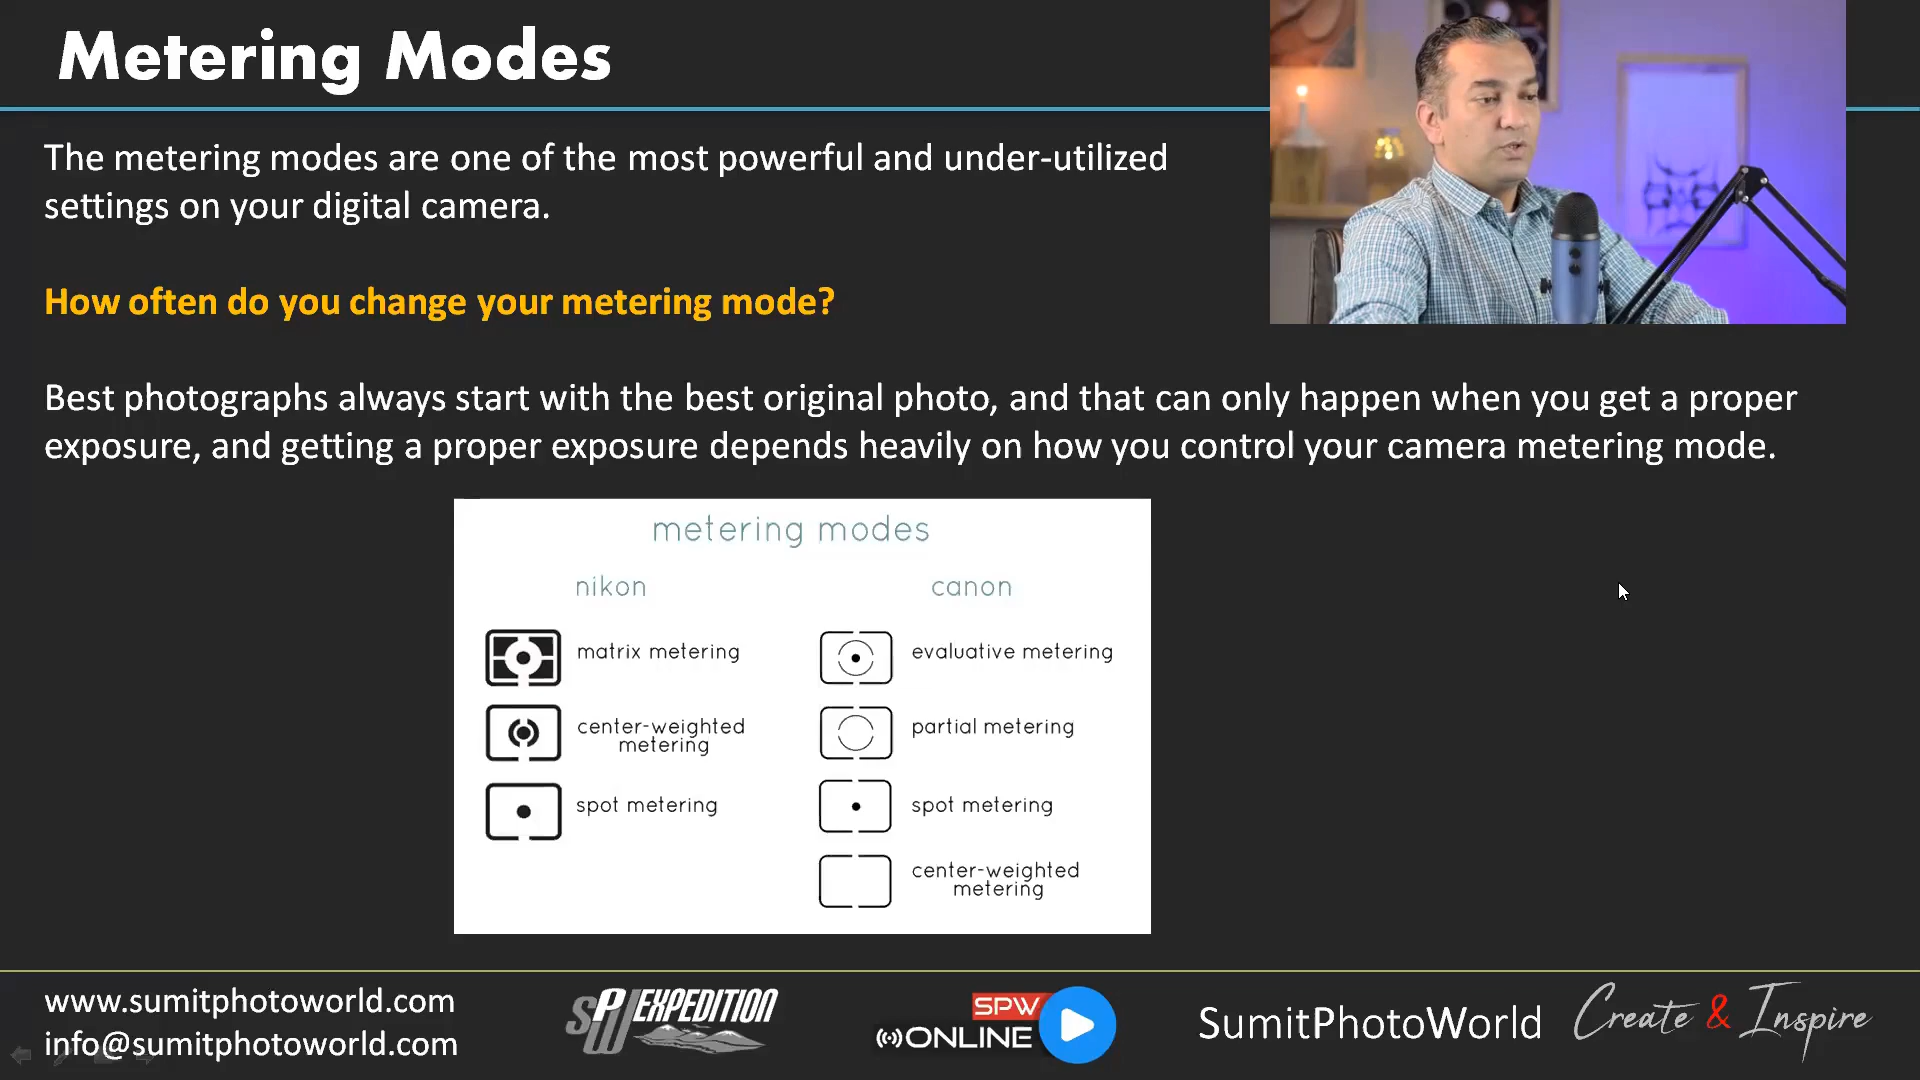 Metering Modes
The metering modes are one of the most powerful and under-utilized
settings on your digital camera.
How often do you change your metering mode?
Best photographs always start with the best original photo, and that can only happen when you get a proper
exposure, and getting a proper exposure depends heavily on how you control your camera metering mode.
metering modes
nikon
matrix metering
center-weighted
metering
spot metering
canon
evaluative metering
partial metering
spot metering
center-weighted
metering
www.sumitphotoworld.com
info@sumitphotoworld.com
SPW EXPEDITION
SPW
ONLINE
SumitPhotoWorld
Create & Inspire